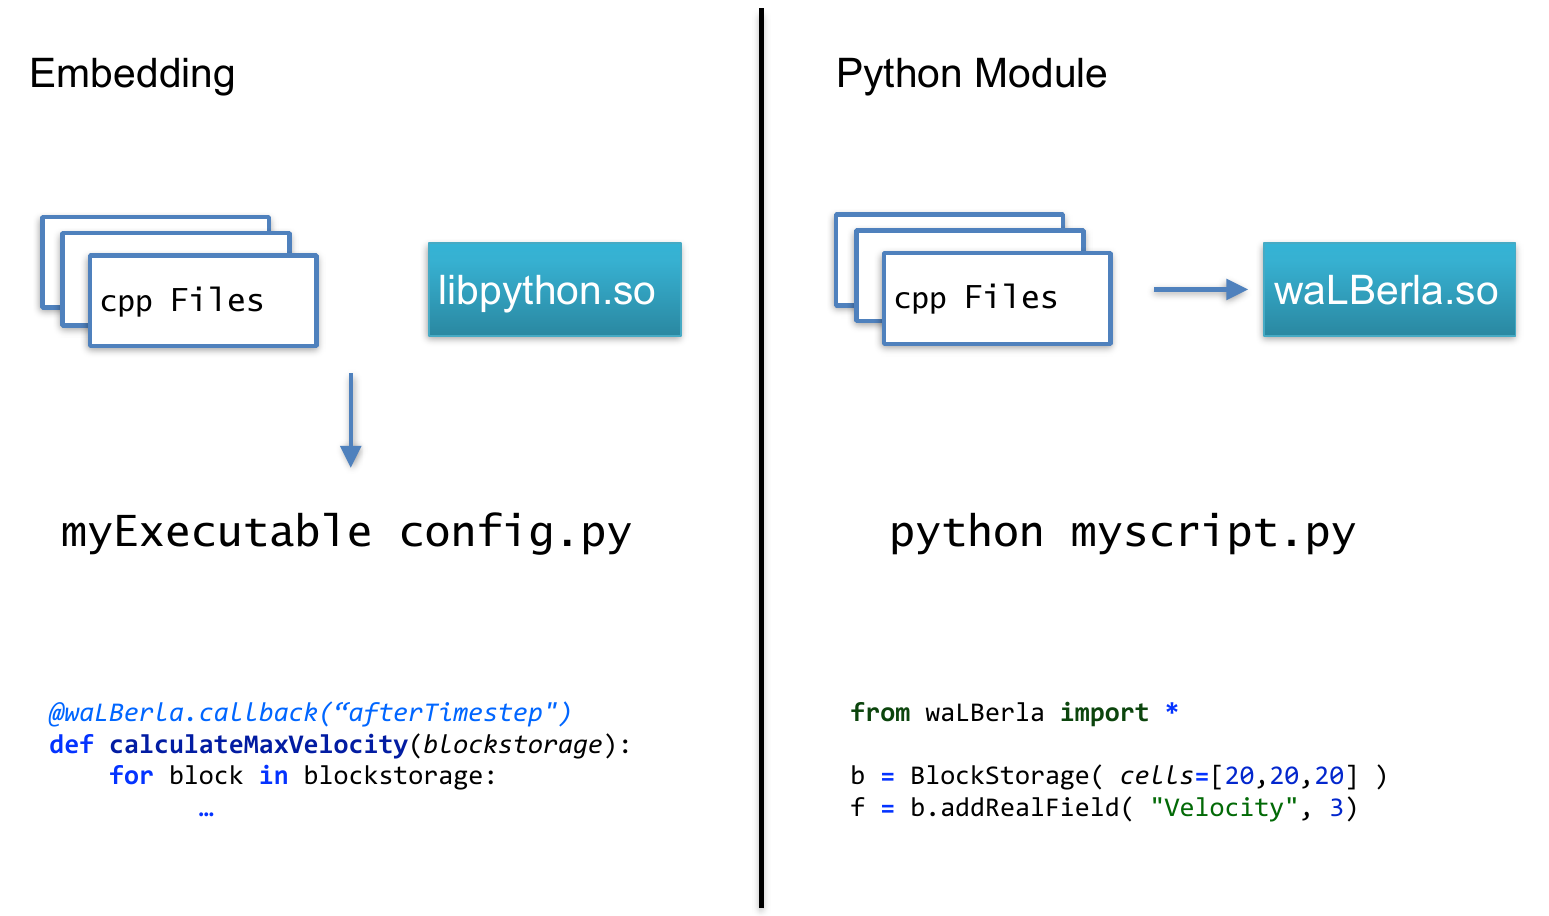 Embedding
cpp Files
libpython.so
myExecutable config.py
@waLBerla.callback(“afterTimestep")
def calculateMaxVelocity(blockstorage):
    for block in blockstorage:
          …
Python Module
cpp Files
waLBerla.so
python myscript.py
from waLBerla import *
b = BlockStorage( cells=[20,20,20] )
f = b.addRealField( "Velocity", 3)